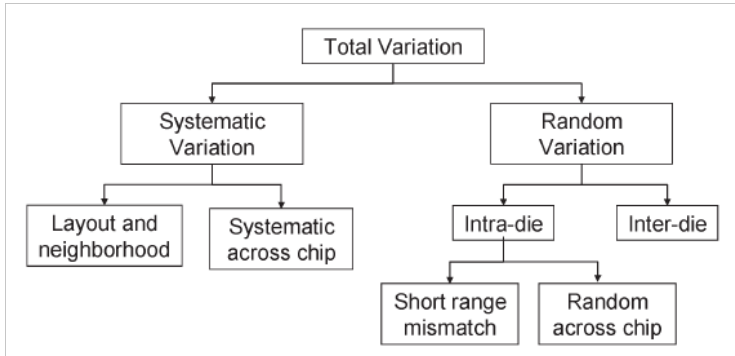 Total Variation
Systematic
Variation
Random
Variation
Layout and
neighborhood
Systematic
across chip
Intra-die
Inter-die
Short range
mismatch
Random
across chip